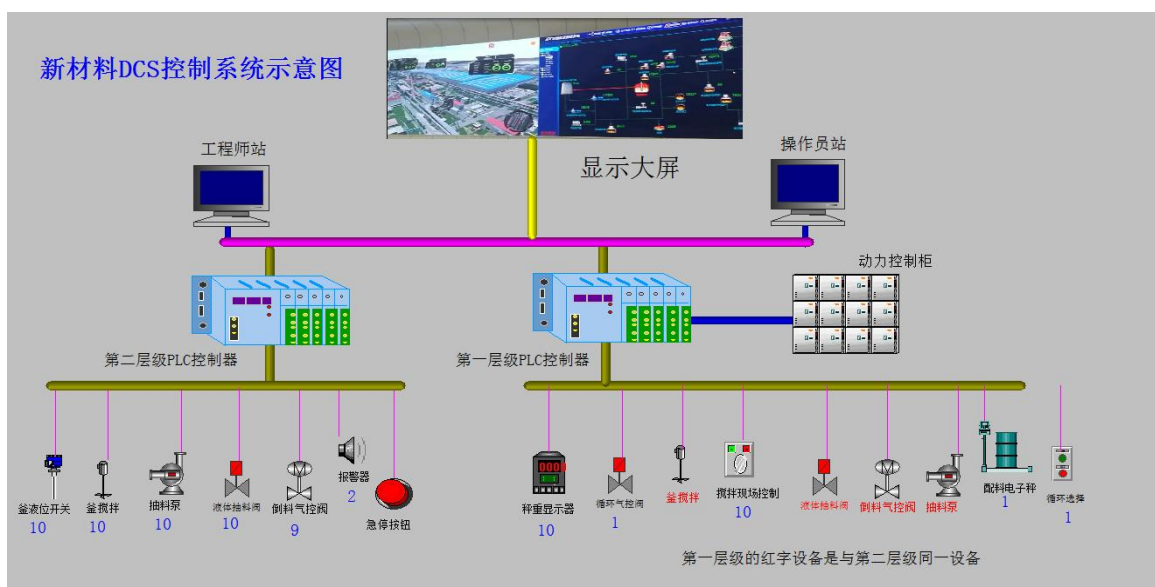 新材料DCS控制系统示意图
工程师站
显示大屏
操作员站
动力控制柜
第二层级PLC控制器
第一层级PLC控制器
釜液位开关
10
釜搅拌
10
抽料泵
10
液体抽料阀
10
倒料气控阀
9
报警器
2
急停按钮
秤重显示器
10
循环气控阀
1
釜搅拌
搅拌现场控制
10
液体抽料阀
倒料气控阀
抽料泵
配料电子秤
1
循环选择
1
第一层级的红字设备是与第二层级同一设备